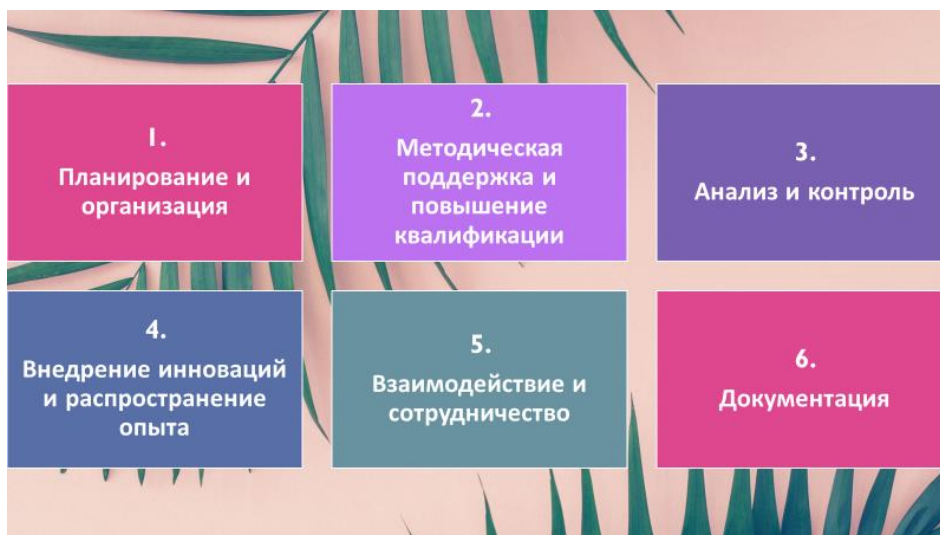 1.
Планирование и
организация
2.
Методическая
поддержка и
повышение
квалификации
3.
Анализ и контроль
4.
Внедрение инноваций
и распространение
опыта
5.
Взаимодействие и
сотрудничество
6.
Документация